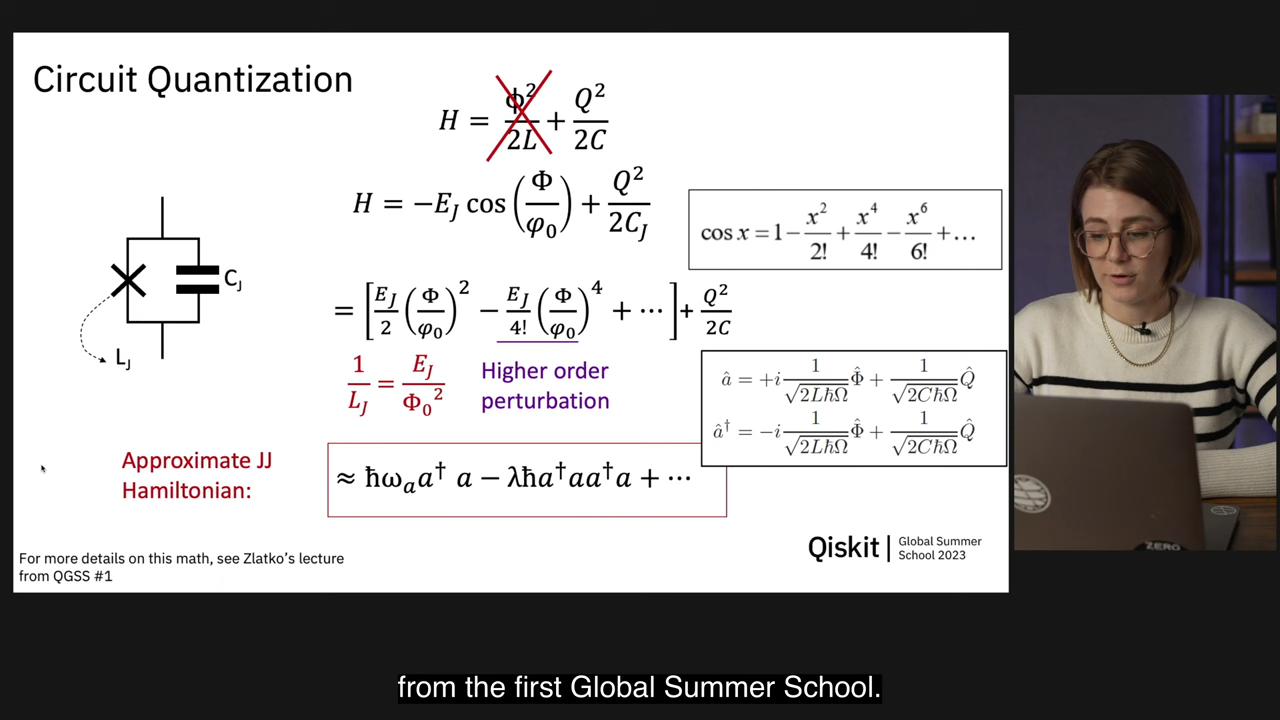 Circuit Quantization
H = ϕ²/2L + Q²/2C
H = −E_J cos(Φ/φ₀) + Q²/2C_J
cos x = 1 − x²/2! + x⁴/4! − x⁶/6! + …
C_J
L_J
= [E_J/2 (Φ/φ₀)² − E_J/4! (Φ/φ₀)⁴ + ⋯] + Q²/2C
1/L_J = E_J/Φ₀²
Higher order
perturbation
â = +i 1/√(2LħΩ) Φ̂ + 1/√(2CħΩ) Q̂
â† = −i 1/√(2LħΩ) Φ̂ + 1/√(2CħΩ) Q̂
Approximate JJ
Hamiltonian:
≈ ħω_a a† a − λħa†aa†a + ⋯
For more details on this math, see Zlatko's lecture
from QGSS #1
Qiskit | Global Summer
School 2023
ZERO
from the first Global Summer School.